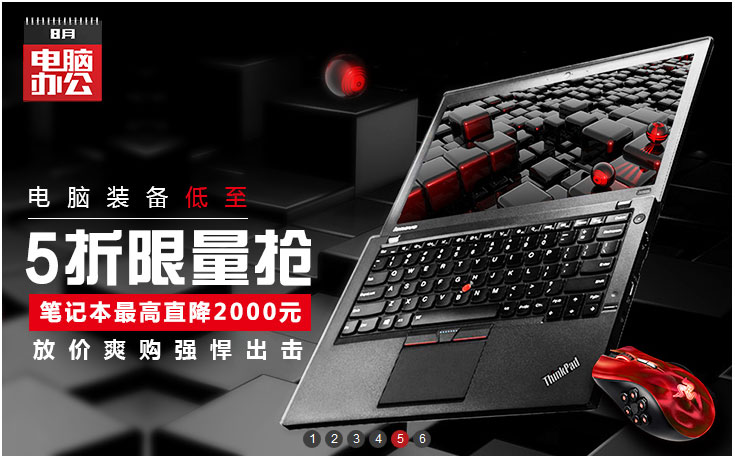 8月
电脑
办公
电脑装备低至
5折限量抢
笔记本最高直降2000元
放价爽购强悍出击
lenovo
ThinkPad
1 2 3 4 5 6